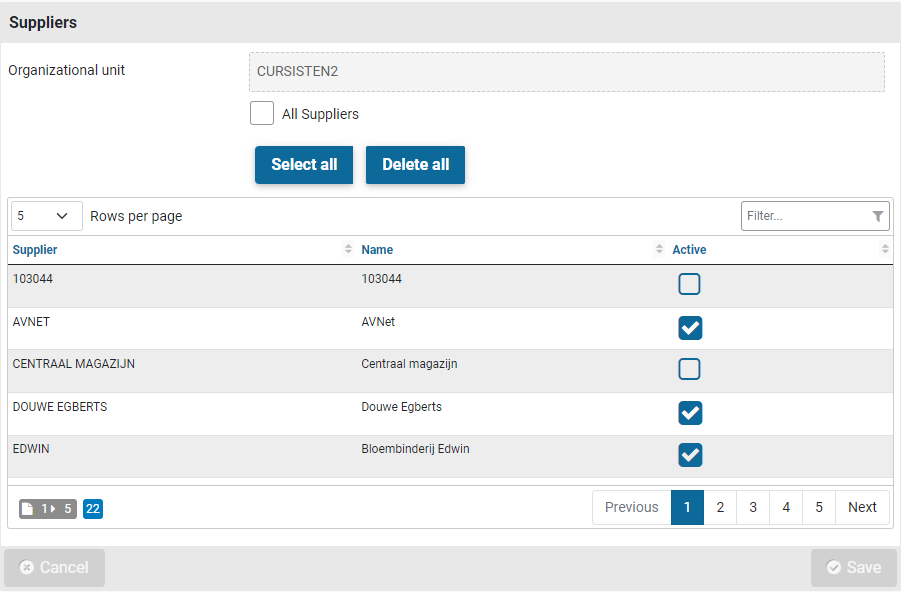 Suppliers
Organizational unit CURSISTEN2
All Suppliers
Select all Delete all
5 Rows per page Filter...
Supplier Name Active
103044 103044
AVNET AVNet
CENTRAAL MAGAZIJN Centraal magazijn
DOUWE EGBERTS Douwe Egberts
EDWIN Bloembinderij Edwin
1 5 22 Previous 1 2 3 4 5 Next
Cancel Save